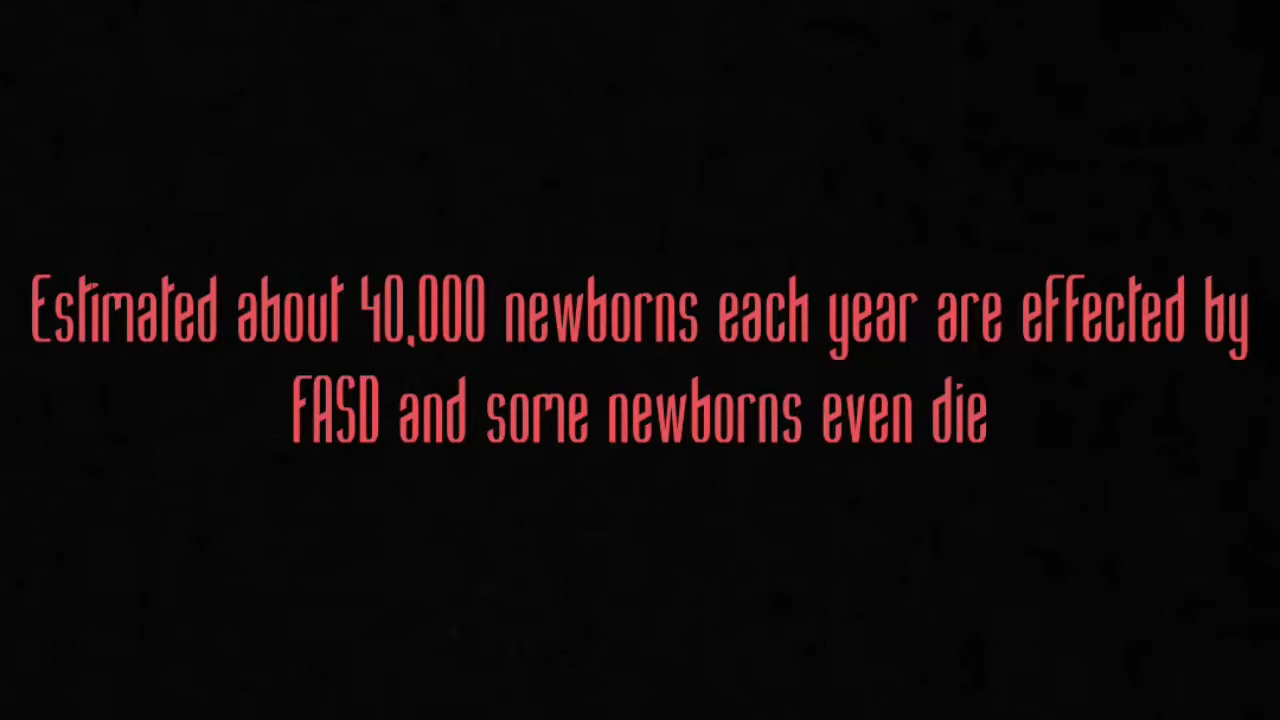 Estimated about 40,000 newborns each year are effected by
FASD and some newborns even die